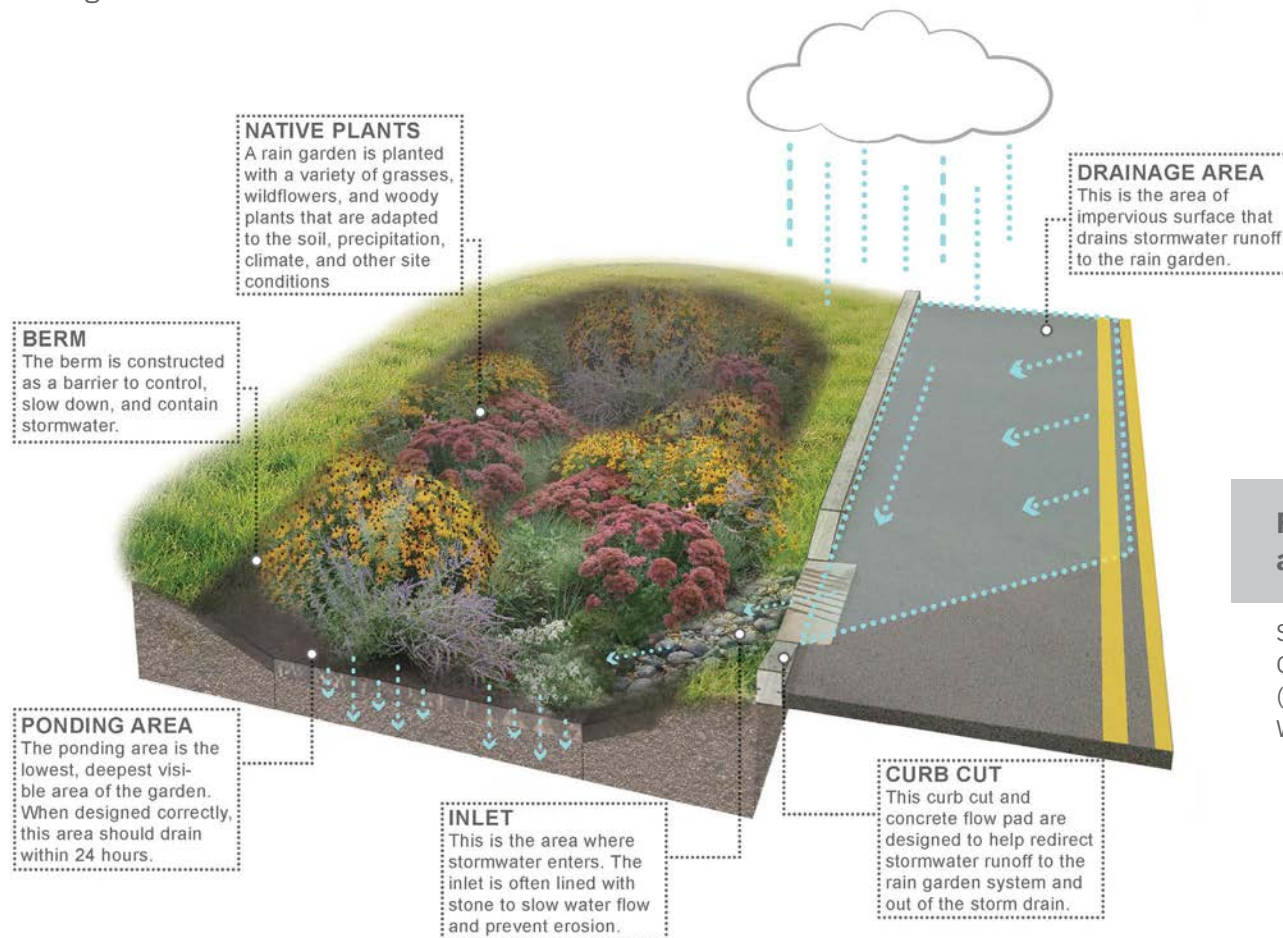 NATIVE PLANTS
A rain garden is planted
with a variety of grasses,
wildflowers, and woody
plants that are adapted
to the soil, precipitation,
climate, and other site
conditions
DRAINAGE AREA
This is the area of
impervious surface that
drains stormwater runoff
to the rain garden.
BERM
The berm is constructed
as a barrier to control,
slow down, and contain
stormwater.
PONDING AREA
The ponding area is the
lowest, deepest visi-
ble area of the garden.
When designed correctly,
this area should drain
within 24 hours.
INLET
This is the area where
stormwater enters. The
inlet is often lined with
stone to slow water flow
and prevent erosion.
CURB CUT
This curb cut and
concrete flow pad are
designed to help redirect
stormwater runoff to the
rain garden system and
out of the storm drain.